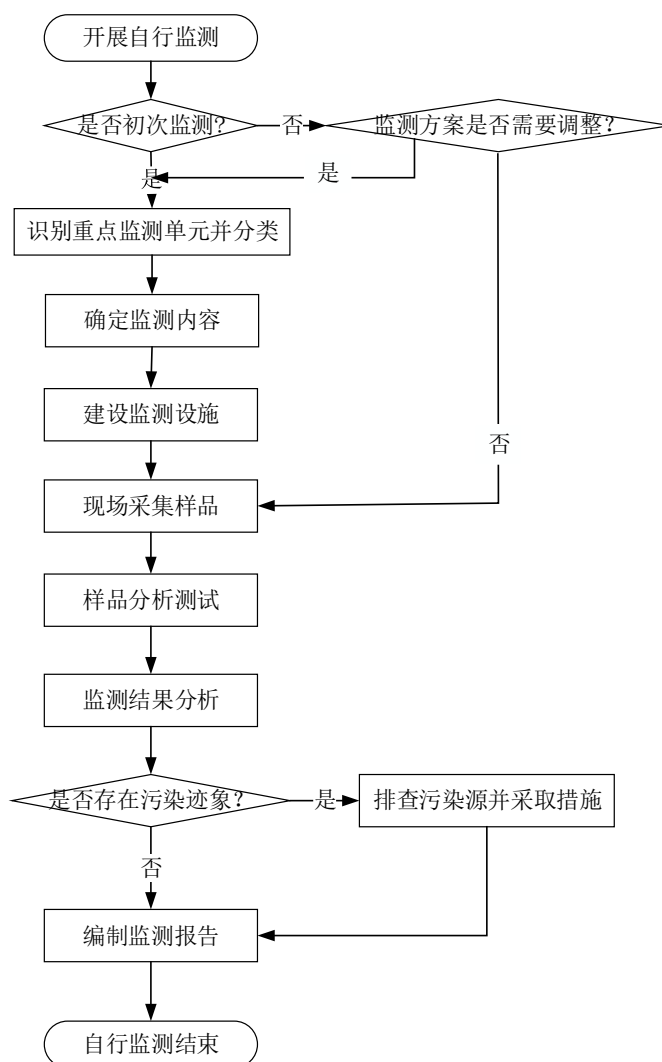 开展自行监测
是否初次监测?
否
监测方案是否需要调整?
是
是
识别重点监测单元并分类
确定监测内容
建设监测设施
否
现场采集样品
样品分析测试
监测结果分析
是否存在污染迹象?
是
排查污染源并采取措施
否
编制监测报告
自行监测结束